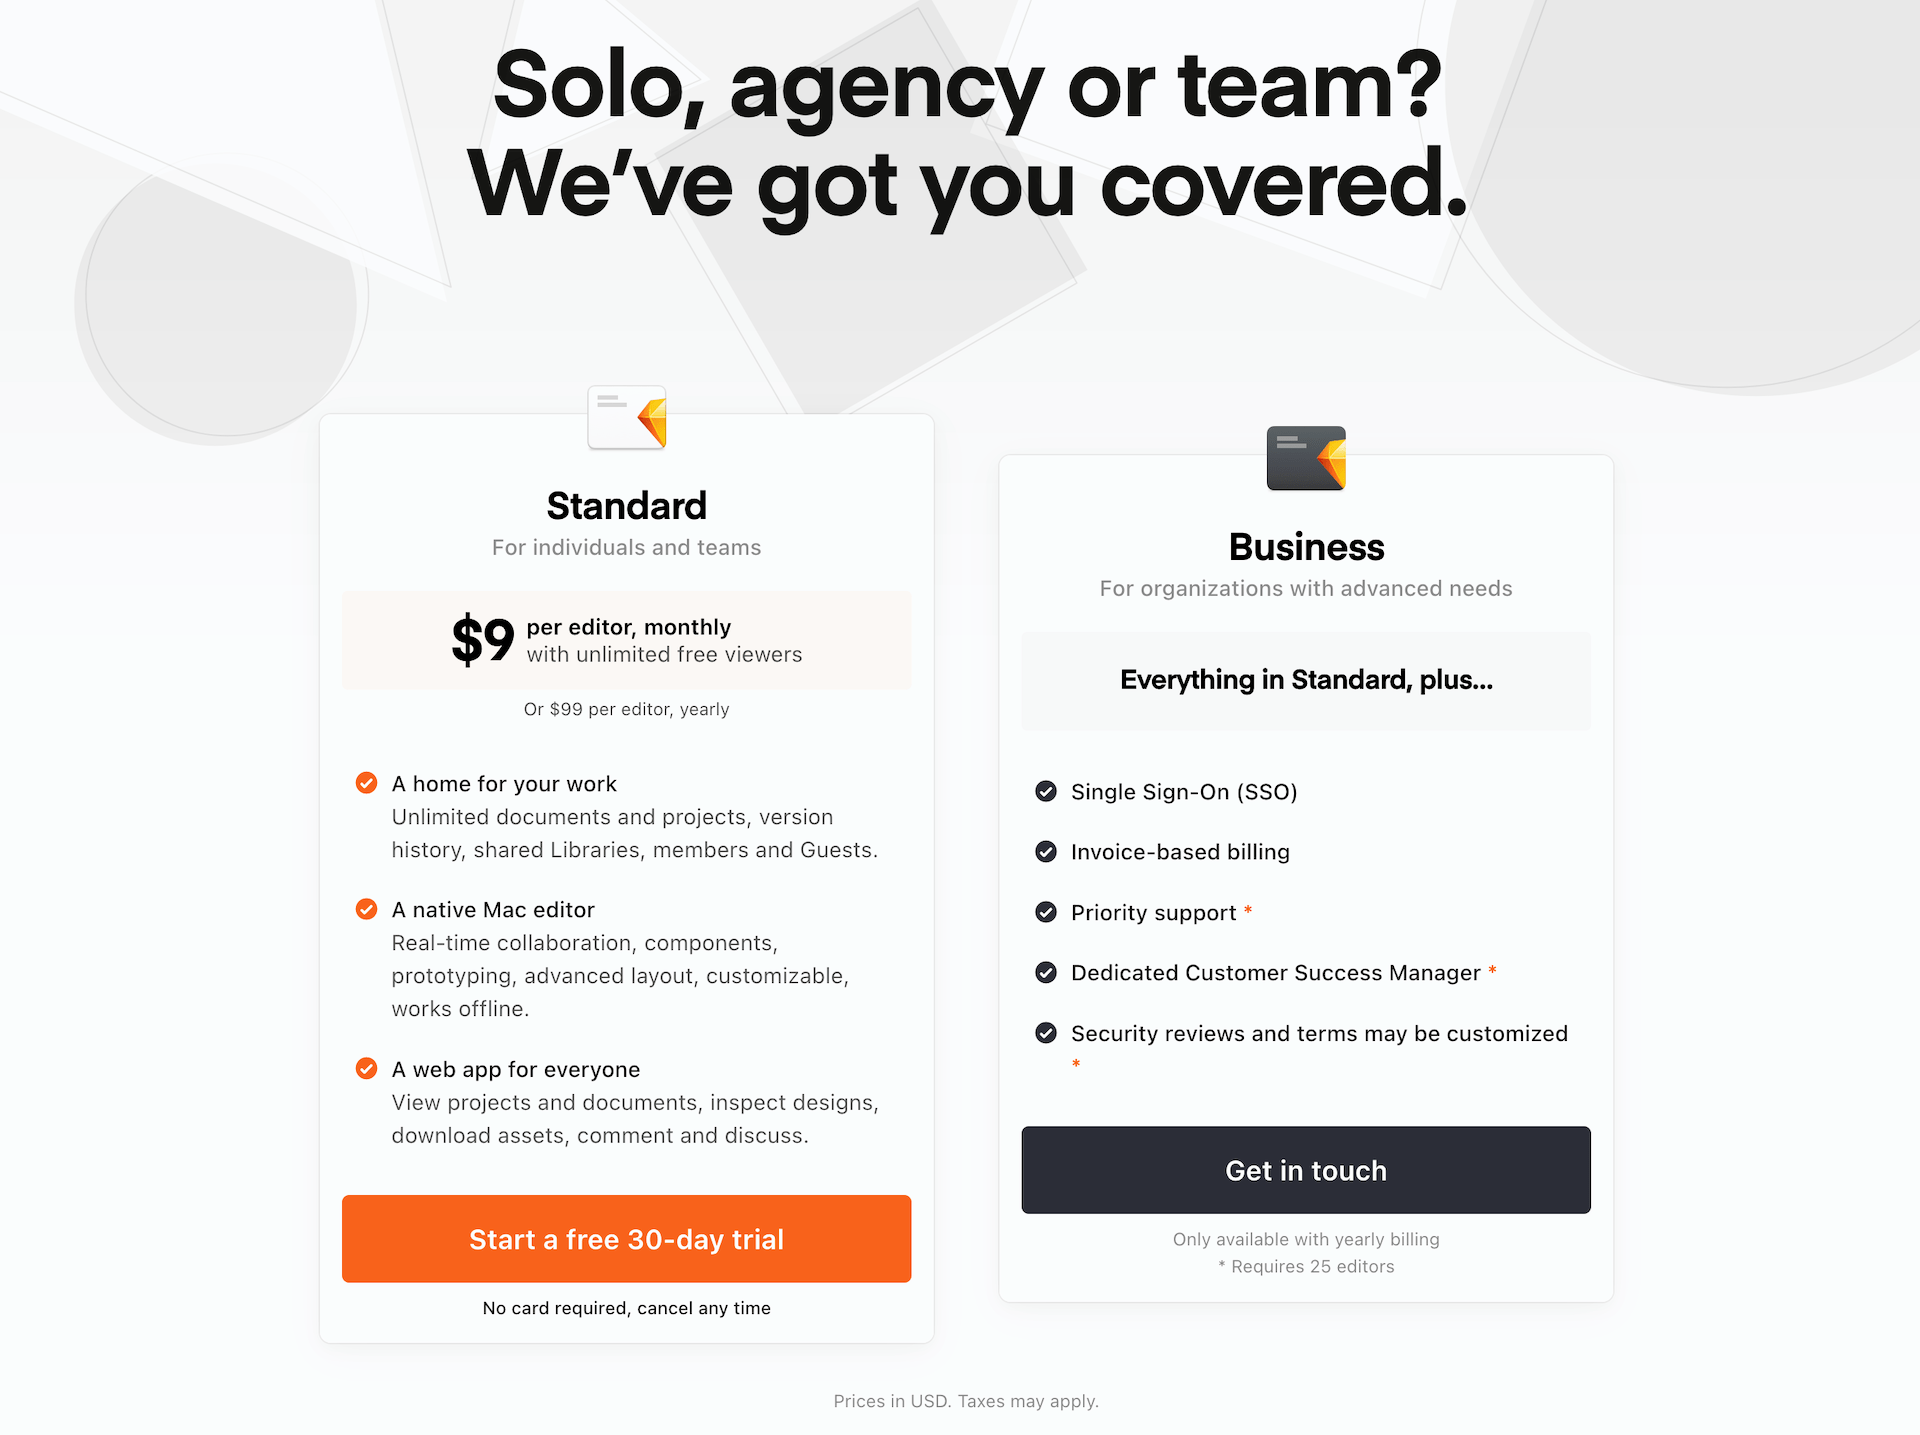 Solo, agency or team?
We’ve got you covered.
Standard
For individuals and teams
$9 per editor, monthly
with unlimited free viewers
Or $99 per editor, yearly
A home for your work
Unlimited documents and projects, version
history, shared Libraries, members and Guests.
A native Mac editor
Real-time collaboration, components,
prototyping, advanced layout, customizable,
works offline.
A web app for everyone
View projects and documents, inspect designs,
download assets, comment and discuss.
Start a free 30-day trial
No card required, cancel any time
Business
For organizations with advanced needs
Everything in Standard, plus...
Single Sign-On (SSO)
Invoice-based billing
Priority support *
Dedicated Customer Success Manager *
Security reviews and terms may be customized
*
Get in touch
Only available with yearly billing
* Requires 25 editors
Prices in USD. Taxes may apply.